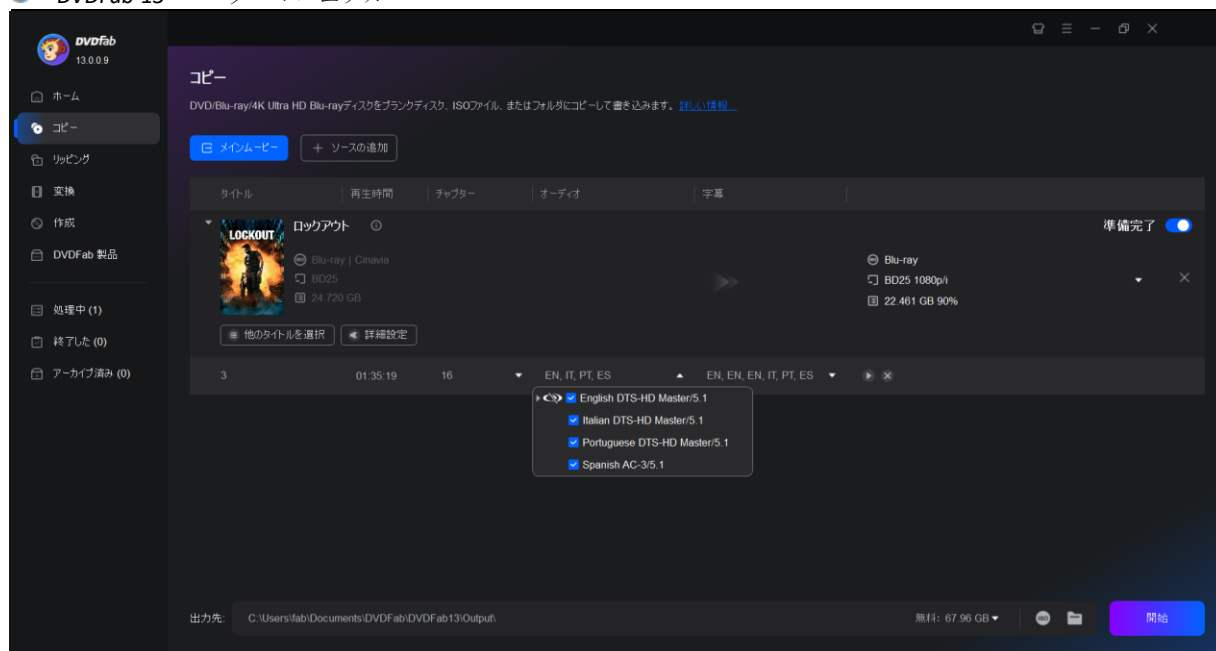 DVDFab
13.0.0.9
ホーム
コピー
リッピング
変換
作成
DVDFab 製品
処理中 (1)
終了した (0)
アーカイブ済み (0)
コピー
DVD/Blu-ray/4K Ultra HD Blu-rayディスクをブランクディスク、ISOファイル、またはフォルダにコピーして書き込みます。詳しい情報...
メインムービー
ソースの追加
タイトル 再生時間 チャプター オーディオ 字幕
LOCKOUT
ロックアウト
準備完了
Blu-ray | Cinavia
BD25
24.720 GB
Blu-ray
BD25 1080p/i
22.461 GB 90%
他のタイトルを選択 詳細設定
3 01:35:19 16 EN, IT, PT, ES EN, EN, EN, IT, PT, ES
English DTS-HD Master/5.1
Italian DTS-HD Master/5.1
Portuguese DTS-HD Master/5.1
Spanish AC-3/5.1
出力先: C:\Users\fab\Documents\DVDFab\DVDFab13\Output\ 無料: 67.96 GB ISO 開始